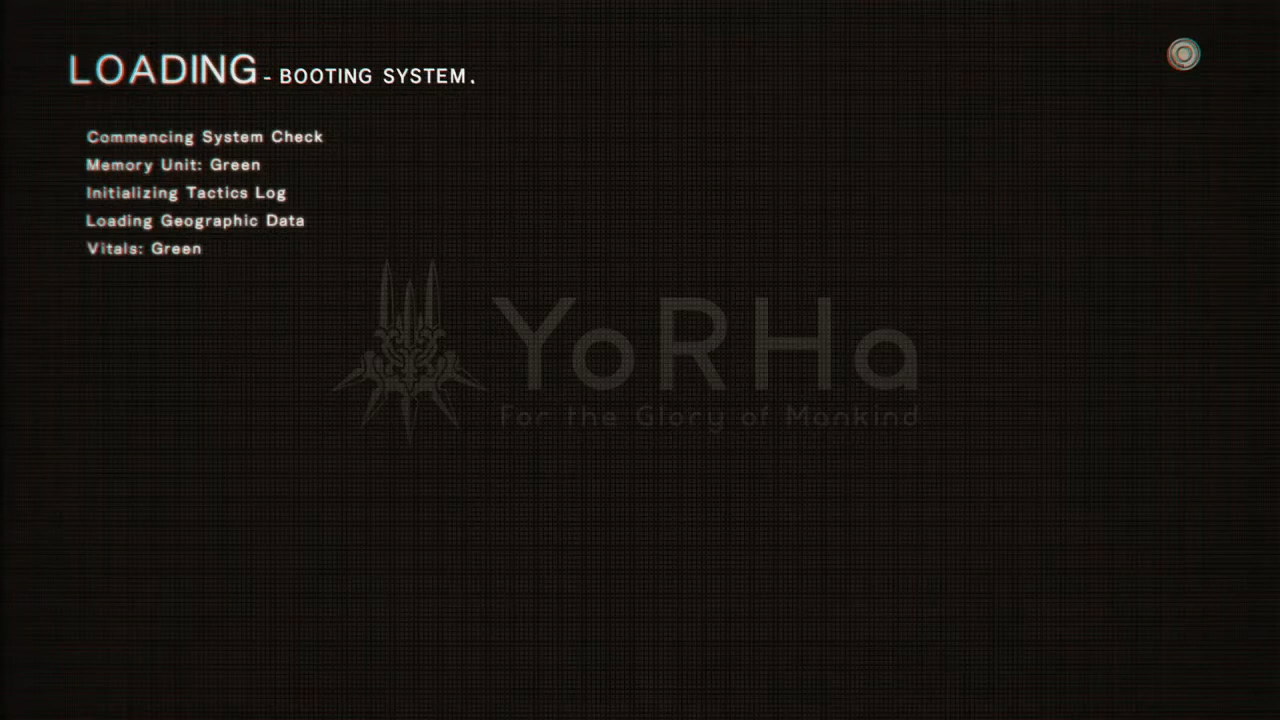 LOADING - BOOTING SYSTEM.
Commencing System Check
Memory Unit: Green
Initializing Tactics Log
Loading Geographic Data
Vitals: Green
YoRHa
For the Glory of Mankind